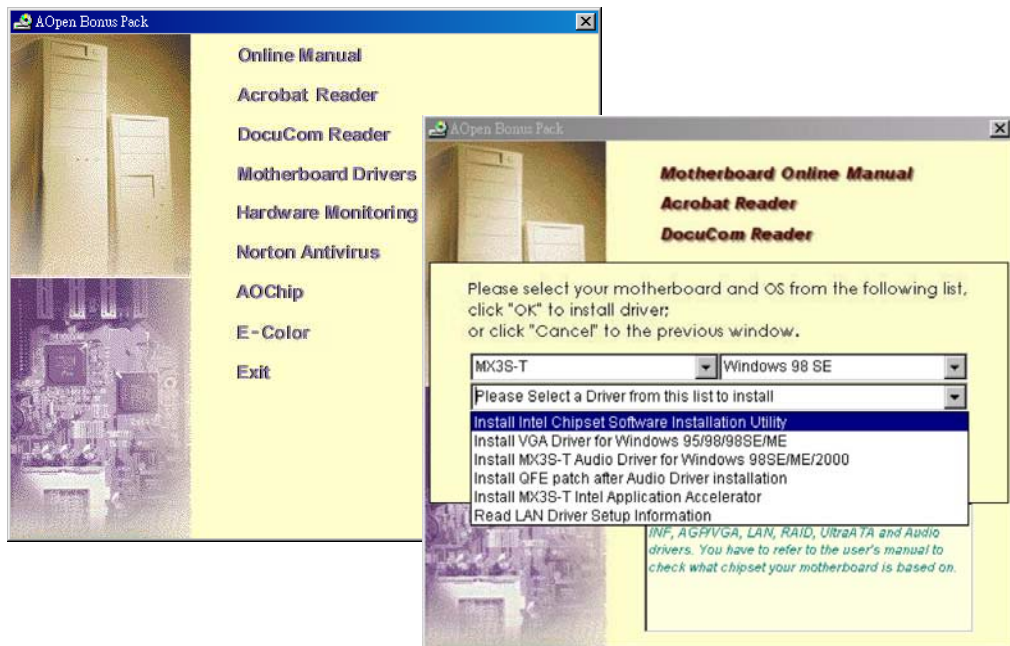 AOpen Bonus Pack
Online Manual
Acrobat Reader
DocuCom Reader
Motherboard Drivers
Hardware Monitoring
Norton Antivirus
AOChip
E-Color
Exit
AOpen Bonus Pack
Motherboard Online Manual
Acrobat Reader
DocuCom Reader
Please select your motherboard and OS from the following list,
click "OK" to install driver;
or click "Cancel" to the previous window.
MX3S-T
Windows 98 SE
Please Select a Driver from this list to install
Install Intel Chipset Software Installation Utility
Install VGA Driver for Windows 95/98/98SE/ME
Install MX3S-T Audio Driver for Windows 98SE/ME/2000
Install QFE patch after Audio Driver installation
Install MX3S-T Intel Application Accelerator
Read LAN Driver Setup Information
INF, AGP/VGA, LAN, RAID, UltraATA and Audio
drivers. You have to refer to the user's manual to
check what chipset your motherboard is based on.